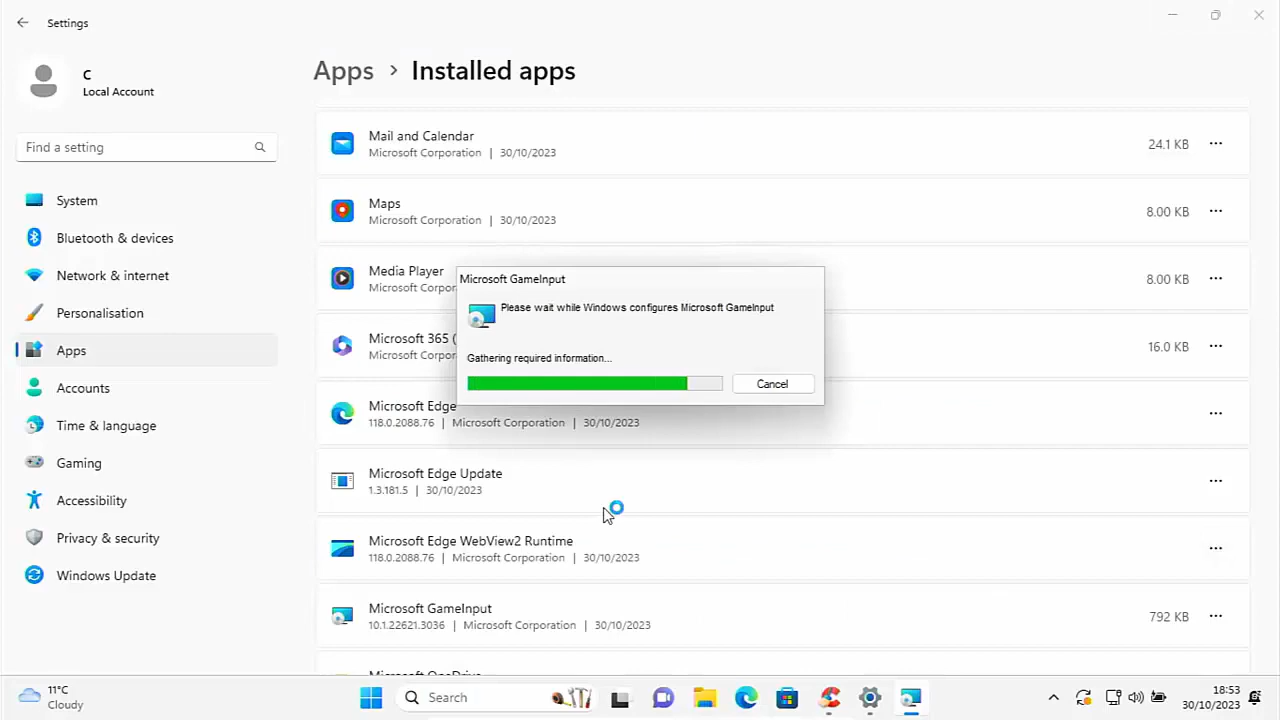 Settings
C
Local Account
Find a setting
System
Bluetooth & devices
Network & internet
Personalisation
Apps
Accounts
Time & language
Gaming
Accessibility
Privacy & security
Windows Update
Apps > Installed apps
Mail and Calendar
Microsoft Corporation | 30/10/2023
24.1 KB
Maps
Microsoft Corporation | 30/10/2023
8.00 KB
Media Player
8.00 KB
Microsoft 365 (
16.0 KB
Microsoft Edge
118.0.2088.76 | Microsoft Corporation | 30/10/2023
Microsoft Edge Update
1.3.181.5 | 30/10/2023
Microsoft Edge WebView2 Runtime
118.0.2088.76 | Microsoft Corporation | 30/10/2023
Microsoft GameInput
10.1.22621.3036 | Microsoft Corporation | 30/10/2023
792 KB
Microsoft OneDrive
Microsoft GameInput
Please wait while Windows configures Microsoft GameInput
Gathering required information...
Cancel
11°C
Cloudy
Search
18:53
30/10/2023